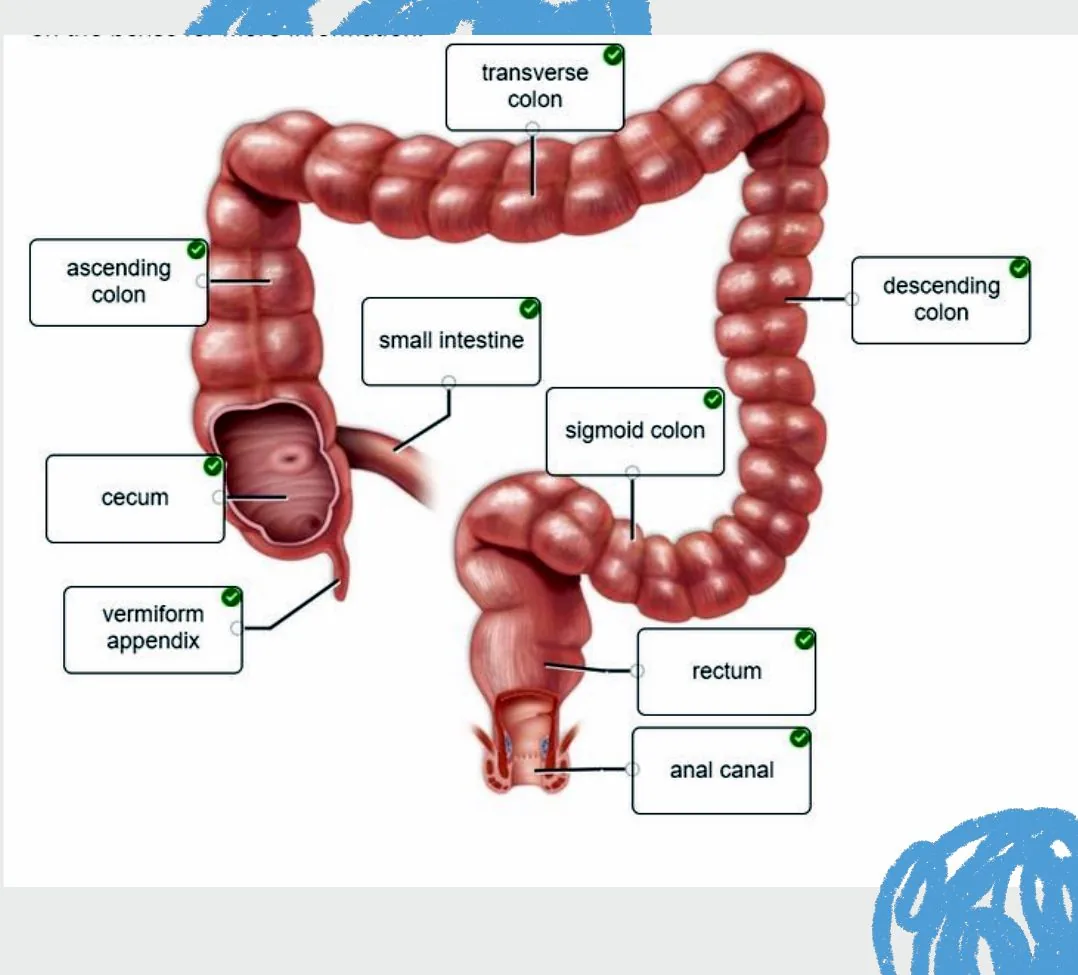 transverse
colon
ascending
colon
descending
colon
small intestine
sigmoid colon
cecum
vermiform
appendix
rectum
anal canal